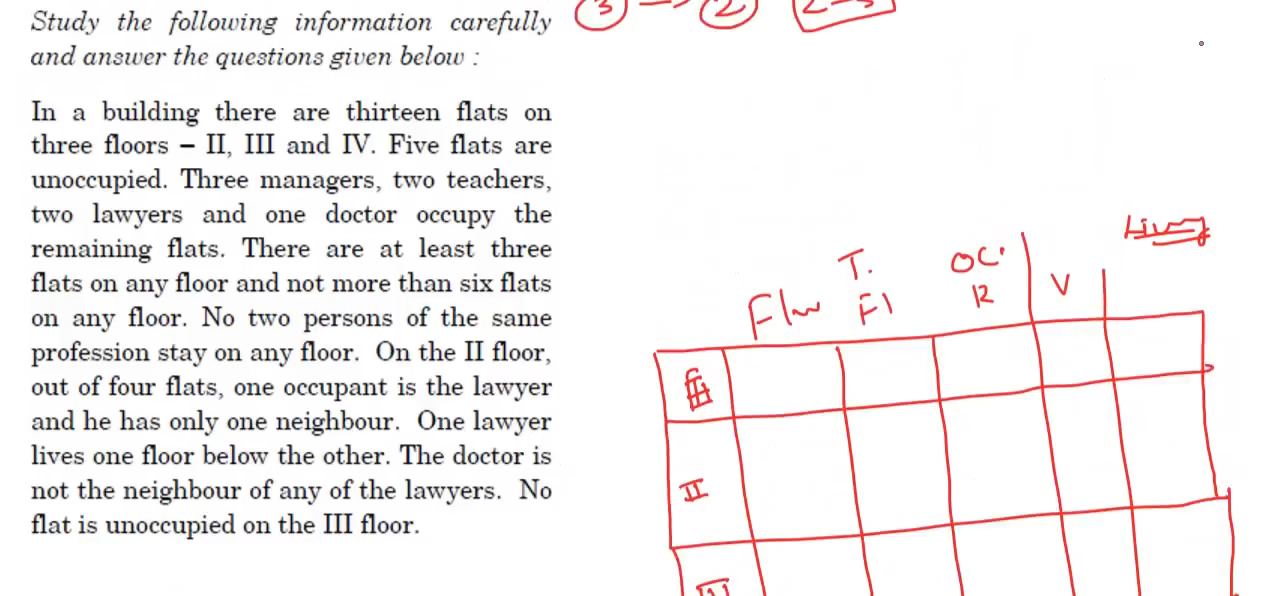 Study the following information carefully
and answer the questions given below :
3 → 2
In a building there are thirteen flats on
three floors – II, III and IV. Five flats are
unoccupied. Three managers, two teachers,
two lawyers and one doctor occupy the
remaining flats. There are at least three
flats on any floor and not more than six flats
on any floor. No two persons of the same
profession stay on any floor. On the II floor,
out of four flats, one occupant is the lawyer
and he has only one neighbour. One lawyer
lives one floor below the other. The doctor is
not the neighbour of any of the lawyers. No
flat is unoccupied on the III floor.
Living
T. OC.
Fl V
II